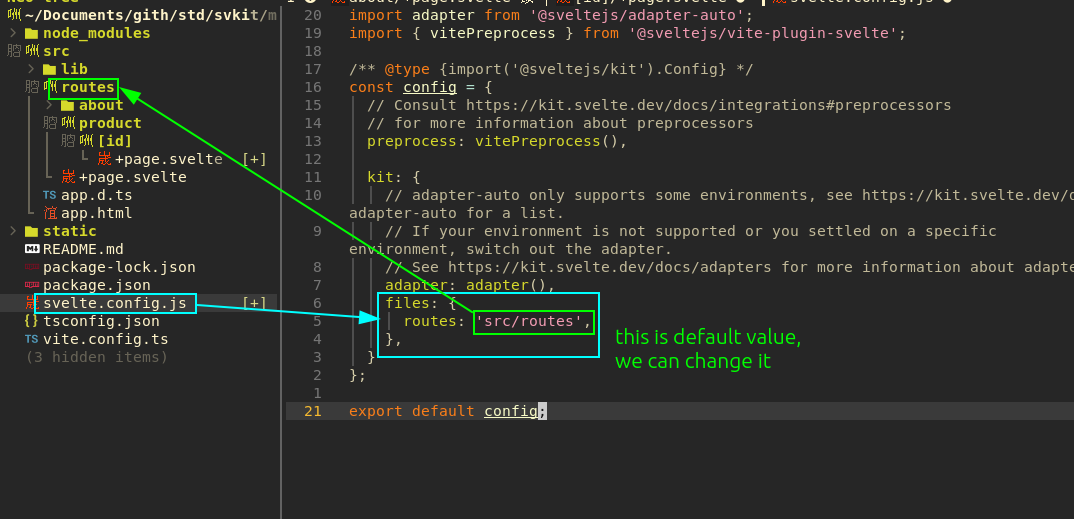 ~/Documents/gith/std/svkit/m
node_modules
src
lib
routes
about
product
[id]
+page.svelte [+]
+page.svelte
TS app.d.ts
app.html
static
README.md
package-lock.json
package.json
svelte.config.js [+]
{} tsconfig.json
TS vite.config.ts
(3 hidden items)
20 import adapter from '@sveltejs/adapter-auto';
19 import { vitePreprocess } from '@sveltejs/vite-plugin-svelte';
18
17 /** @type {import('@sveltejs/kit').Config} */
16 const config = {
15 // Consult https://kit.svelte.dev/docs/integrations#preprocessors
14 // for more information about preprocessors
13 preprocess: vitePreprocess(),
12
11 kit: {
10 // adapter-auto only supports some environments, see https://kit.svelte.dev/d
adapter-auto for a list.
9 // If your environment is not supported or you settled on a specific
environment, switch out the adapter.
8 // See https://kit.svelte.dev/docs/adapters for more information about adapte
7 adapter: adapter(),
6 files: {
5 routes: 'src/routes',
4 },
3 }
2 };
1
21 export default config;
this is default value,
we can change it